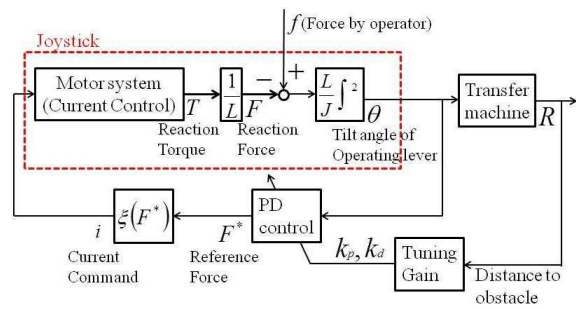 f(Force by operator)
Joystick
Motor system
(Current Control)
T
Reaction
Torque
1
L
F
Reaction
Force
− +
L
J
∫ 2
θ
Tilt angle of
Operating lever
Transfer
machine
R
i
Current
Command
ξ(F*)
F*
Reference
Force
PD
control
kp, kd
Tuning
Gain
Distance to
obstacle